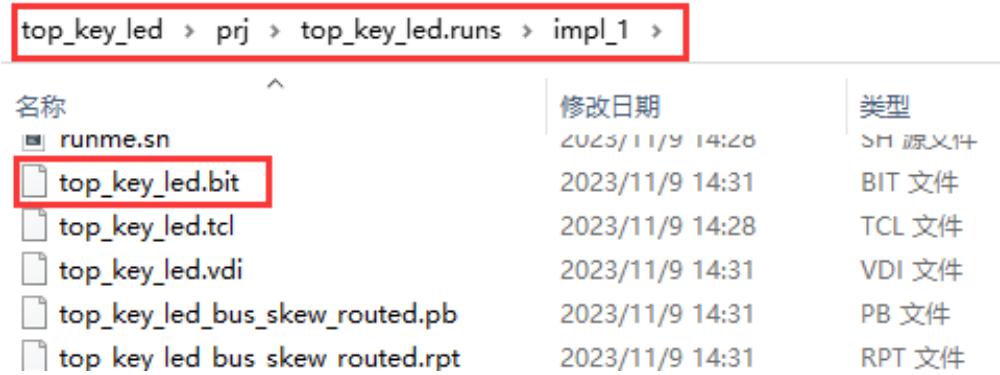 top_key_led > prj > top_key_led.runs > impl_1 >
名称 修改日期 类型
runme.sh 2023/11/9 14:28 SH 源文件
top_key_led.bit 2023/11/9 14:31 BIT 文件
top_key_led.tcl 2023/11/9 14:28 TCL 文件
top_key_led.vdi 2023/11/9 14:31 VDI 文件
top_key_led_bus_skew_routed.pb 2023/11/9 14:31 PB 文件
top_key_led_bus_skew_routed.rpt 2023/11/9 14:31 RPT 文件